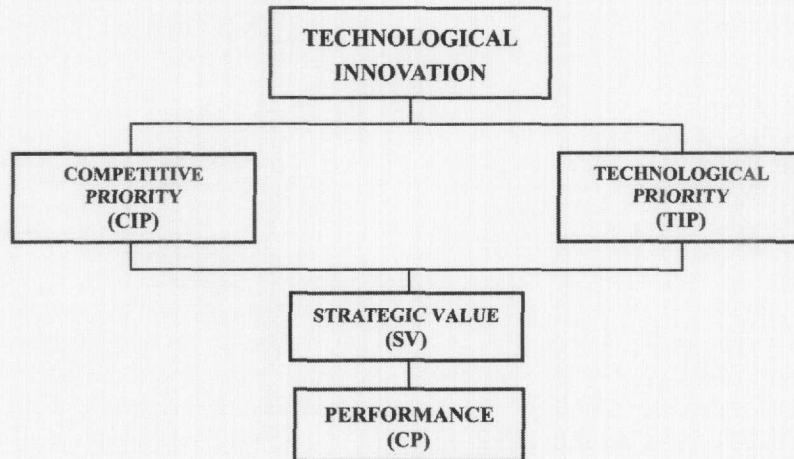 TECHNOLOGICAL
INNOVATION
COMPETITIVE
PRIORITY
(CIP)
TECHNOLOGICAL
PRIORITY
(TIP)
STRATEGIC VALUE
(SV)
PERFORMANCE
(CP)